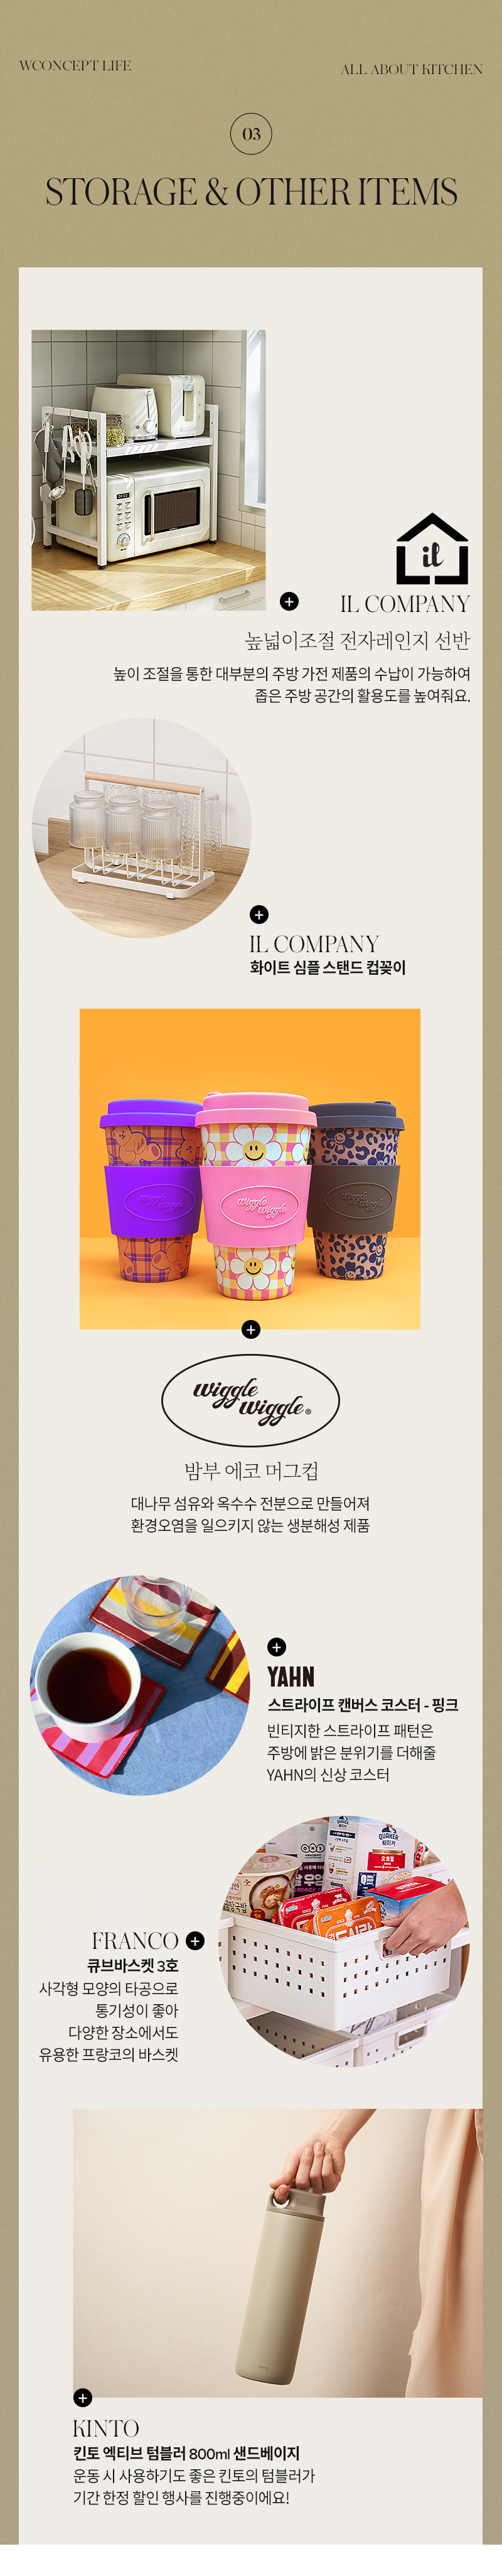 WCONCEPT LIFE
ALL ABOUT KITCHEN
03
STORAGE & OTHER ITEMS
il
IL COMPANY
높넓이조절 전자레인지 선반
높이 조절을 통한 대부분의 주방 가전 제품의 수납이 가능하여
좁은 주방 공간의 활용도를 높여줘요.
IL COMPANY
화이트 심플 스탠드 컵꽂이
wiggle wiggle
wiggle wiggle
wiggle wiggle
wiggle
wiggle®
밤부 에코 머그컵
대나무 섬유와 옥수수 전분으로 만들어져
환경오염을 일으키지 않는 생분해성 제품
YAHN
스트라이프 캔버스 코스터 - 핑크
빈티지한 스트라이프 패턴은
주방에 밝은 분위기를 더해줄
YAHN의 신상 코스터
QUAKER
QUAKER
FRANCO
큐브바스켓 3호
사각형 모양의 타공으로
통기성이 좋아
다양한 장소에서도
유용한 프랑코의 바스켓
KINTO
킨토 엑티브 텀블러 800ml 샌드베이지
운동 시 사용하기도 좋은 킨토의 텀블러가
기간 한정 할인 행사를 진행중이에요!